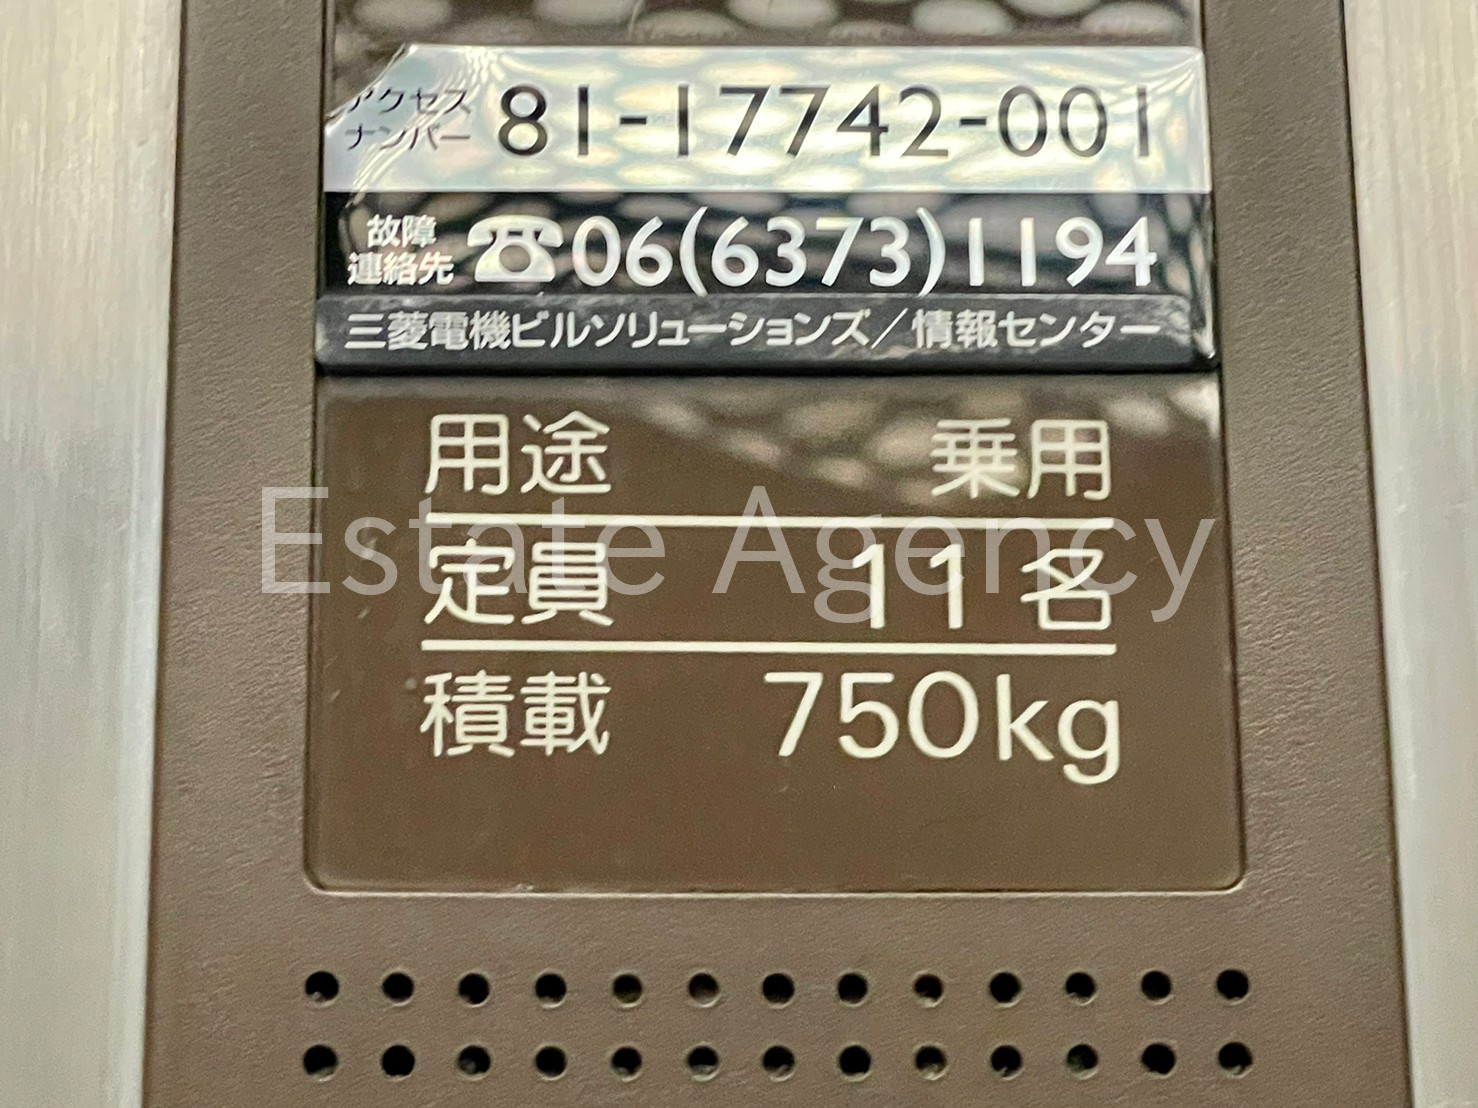 アクセス
ナンバー 81-17742-001
故障
連絡先 ☎06(6373)1194
三菱電機ビルソリューションズ/情報センター
用途 乗用
Estate Agency
定員 11名
積載 750kg